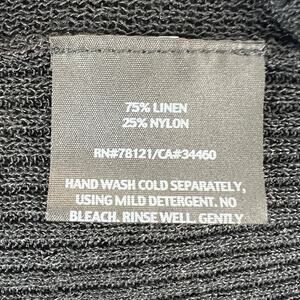 75% LINEN
25% NYLON
RN#78121/CA#34460
HAND WASH COLD SEPARATELY,
USING MILD DETERGENT. NO
BLEACH. RINSE WELL. GENTLY